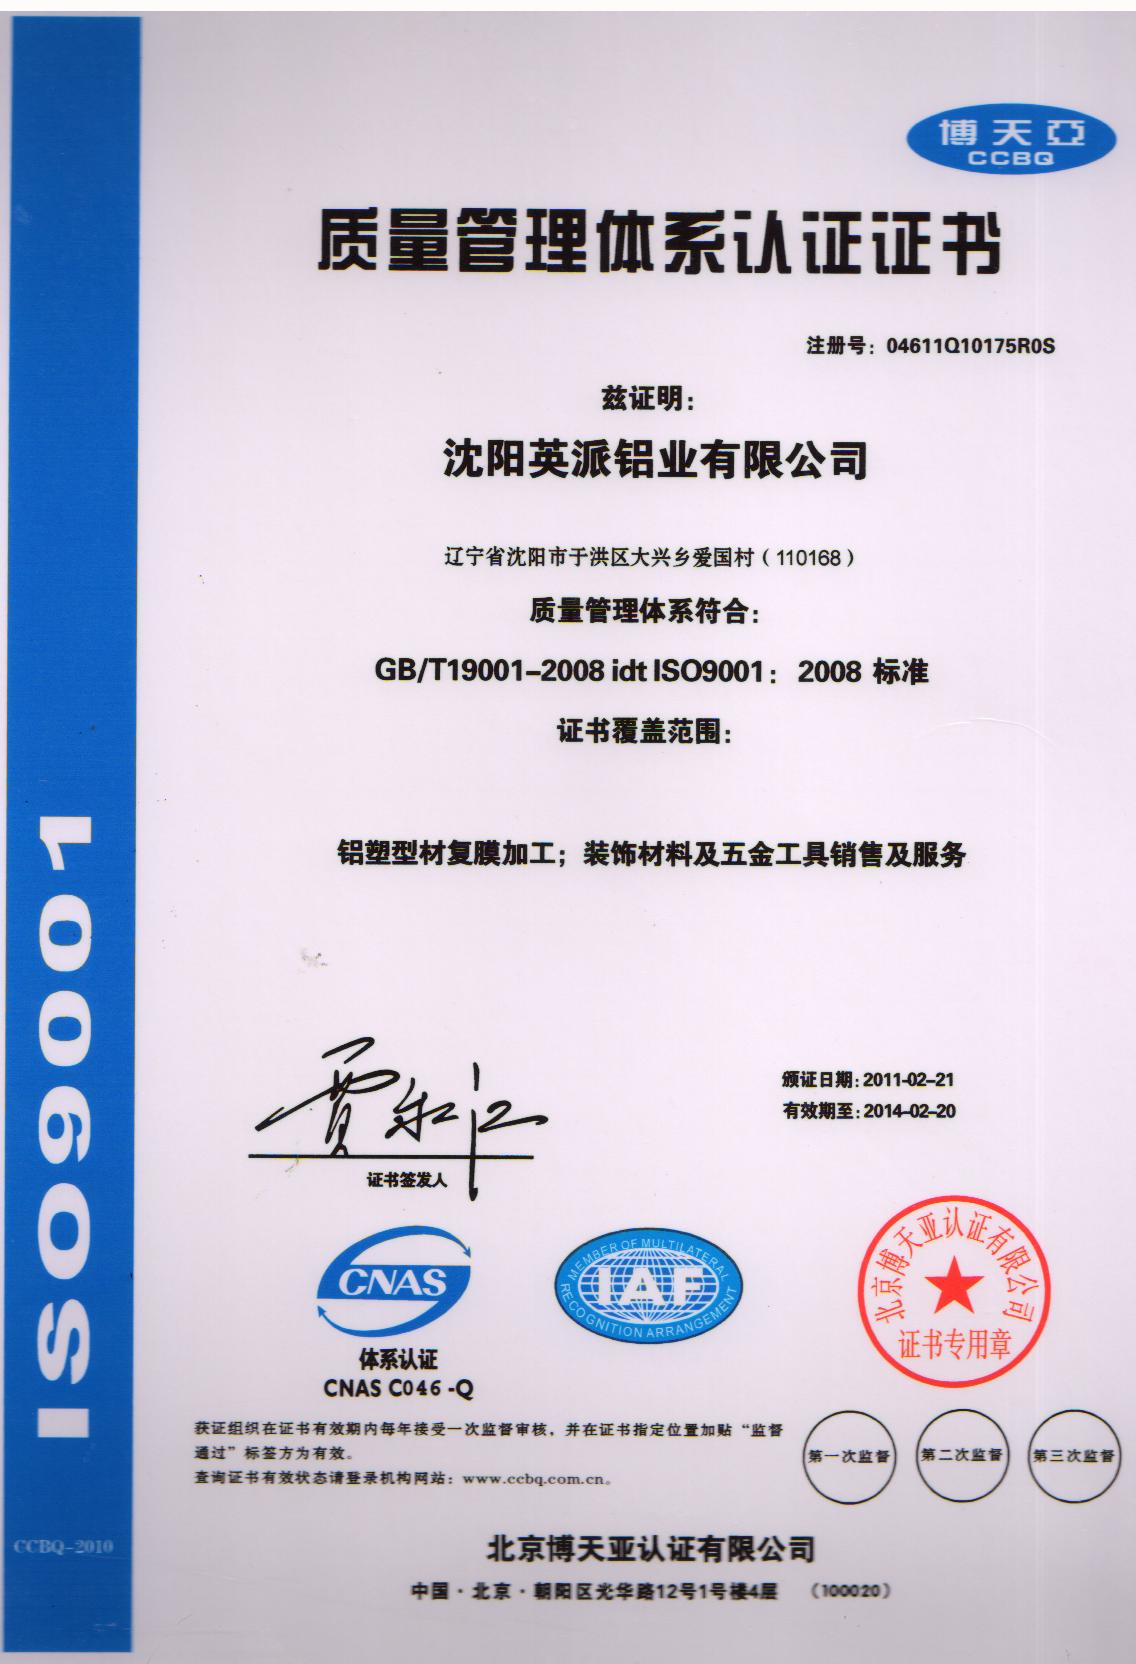 博天亞
CCBQ
质量管理体系认证证书
注册号：04611Q10175R0S
兹证明：
沈阳英派铝业有限公司
辽宁省沈阳市于洪区大兴乡爱国村（110168）
质量管理体系符合：
GB/T19001-2008 idt ISO9001：2008 标准
证书覆盖范围：
铝塑型材复膜加工；装饰材料及五金工具销售及服务
ISO9001
颁证日期：2011-02-21
有效期至：2014-02-20
证书签发人
CNAS
体系认证
CNAS C046-Q
MEMBER OF MULTILATERAL
IAF
RECOGNITION ARRANGEMENT
北京博天亚认证有限公司
证书专用章
获证组织在证书有效期内每年接受一次监督审核，并在证书指定位置加贴“监督
通过”标签方为有效。
查询证书有效状态请登录机构网站：www.ccbq.com.cn。
第一次监督
第二次监督
第三次监督
CCBQ-2010
北京博天亚认证有限公司
中国·北京·朝阳区光华路12号1号楼4层 （100020）